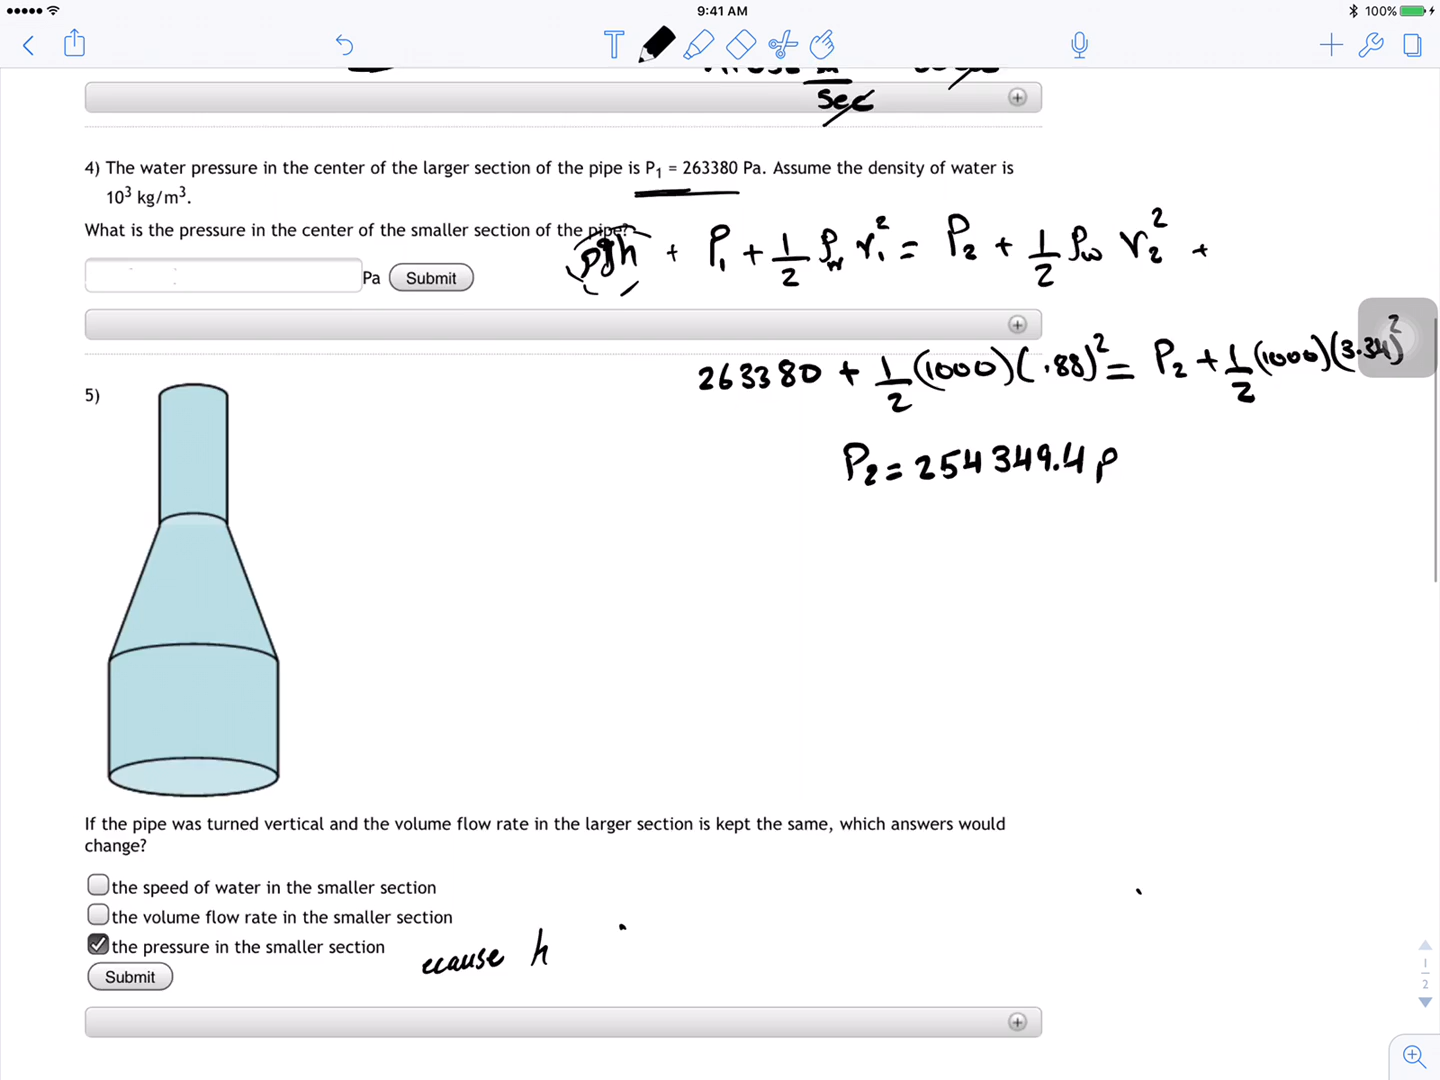 9:41 AM
100%
T
sec
4) The water pressure in the center of the larger section of the pipe is P₁ = 263380 Pa. Assume the density of water is
10³ kg/m³.
What is the pressure in the center of the smaller section of the pipe?
ρgh + P₁ + 1/2 ρw v₁² = P₂ + 1/2 ρw v₂² +
Pa Submit
263380 + 1/2 (1000)(.88)² = P₂ + 1/2 (1000)(3.34)²
5)
P₂ = 254349.4 P
If the pipe was turned vertical and the volume flow rate in the larger section is kept the same, which answers would
change?
the speed of water in the smaller section
the volume flow rate in the smaller section
the pressure in the smaller section
ecause h
Submit
1
2